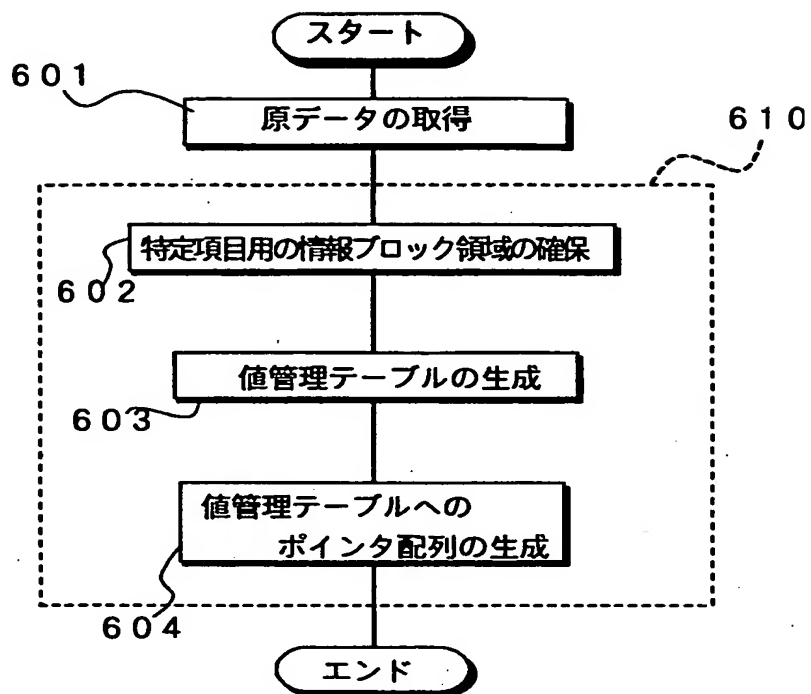 スタート
601
原データの取得
610
特定項目用の情報ブロック領域の確保
602
値管理テーブルの生成
603
値管理テーブルへの
ポインタ配列の生成
604
エンド